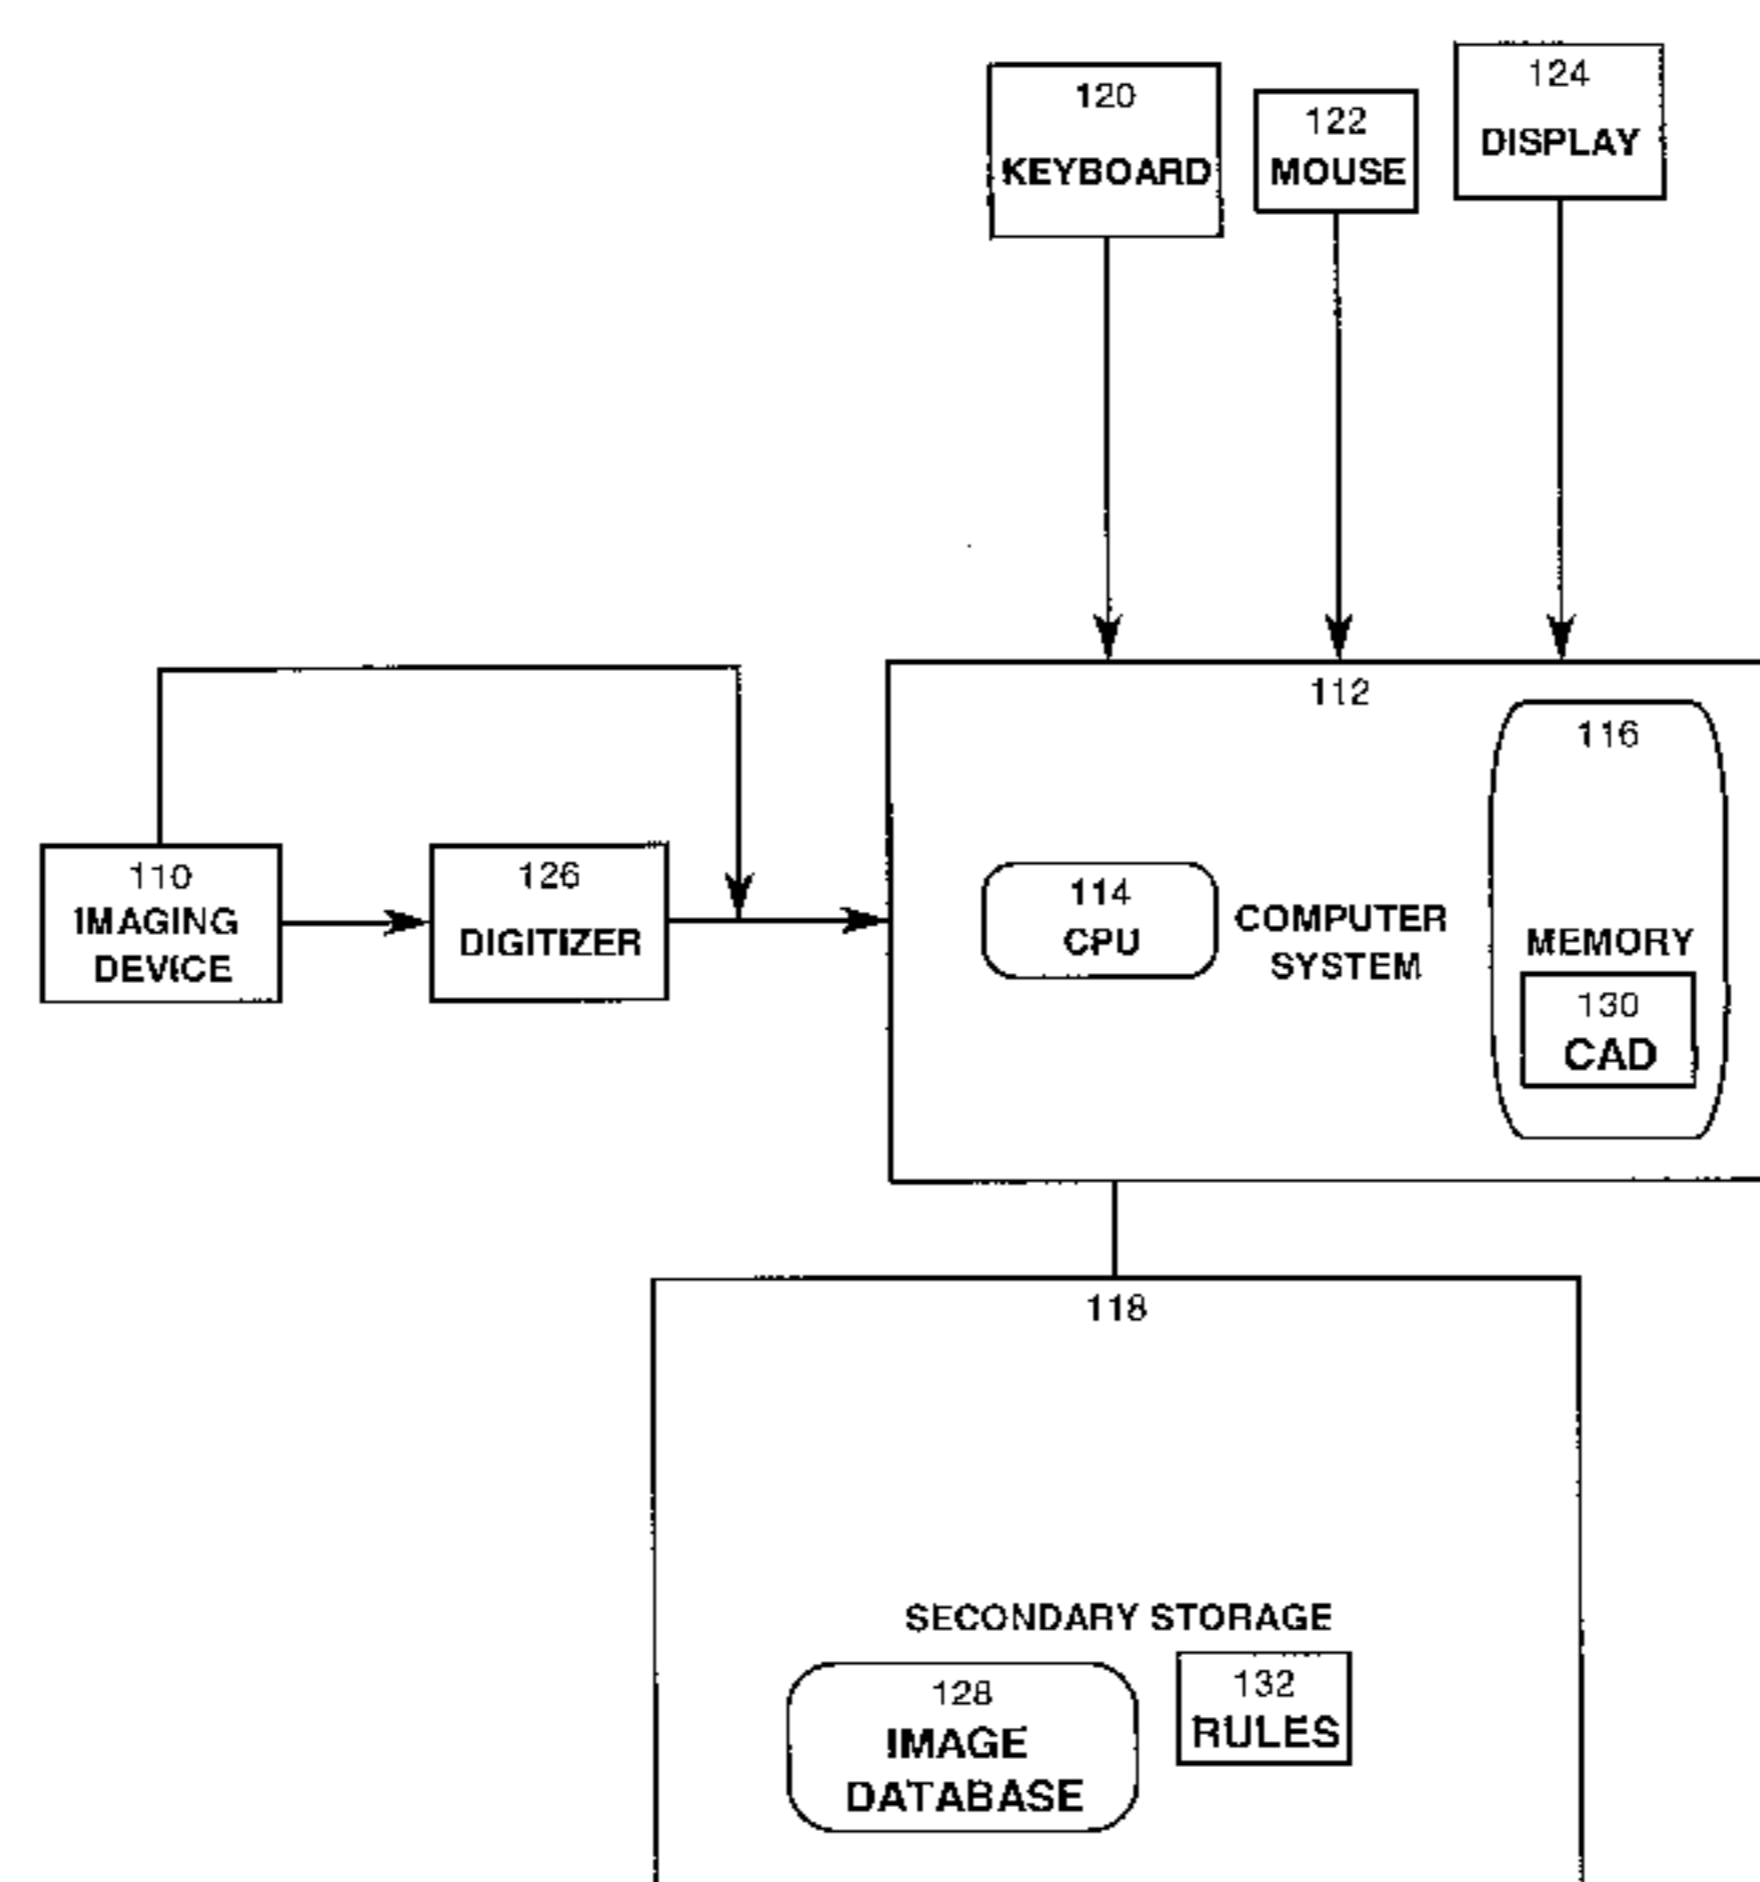 120
KEYBOARD
122
MOUSE
124
DISPLAY
112
116
110
IMAGING
DEVICE
126
DIGITIZER
114
CPU
COMPUTER
SYSTEM
MEMORY
130
CAD
118
SECONDARY STORAGE
128
IMAGE
DATABASE
132
RULES